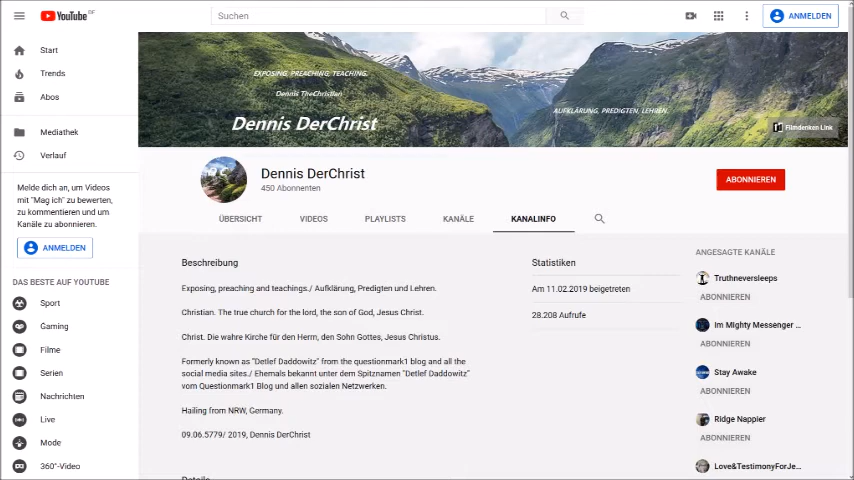 YouTube DE
Suchen
ANMELDEN
Start
Trends
Abos
Mediathek
Verlauf
Melde dich an, um Videos
mit "Mag ich" zu bewerten,
zu kommentieren und um
Kanäle zu abonnieren.
ANMELDEN
DAS BESTE AUF YOUTUBE
Sport
Gaming
Filme
Serien
Nachrichten
Live
Mode
360°-Video
EXPOSING, PREACHING, TEACHING.
Dennis TheChristian
Dennis DerChrist
AUFKLÄRUNG, PREDIGTEN, LEHREN.
Filmdenken Link
Dennis DerChrist
450 Abonnenten
ABONNIEREN
ÜBERSICHT
VIDEOS
PLAYLISTS
KANÄLE
KANALINFO
Beschreibung
Exposing, preaching and teachings./ Aufklärung, Predigten und Lehren.
Christian. The true church for the lord, the son of God, Jesus Christ.
Christ. Die wahre Kirche für den Herrn, den Sohn Gottes, Jesus Christus.
Formerly known as "Detlef Daddowitz" from the questionmark1 blog and all the
social media sites./ Ehemals bekannt unter dem Spitznamen "Detlef Daddowitz"
vom Questionmark1 Blog und allen sozialen Netzwerken.
Hailing from NRW, Germany.
09.06.5779/ 2019, Dennis DerChrist
Details
Statistiken
Am 11.02.2019 beigetreten
28.208 Aufrufe
ANGESAGTE KANÄLE
Truthneversleeps
ABONNIEREN
Im Mighty Messenger ...
ABONNIEREN
Stay Awake
ABONNIEREN
Ridge Nappier
ABONNIEREN
Love&TestimonyForJe...